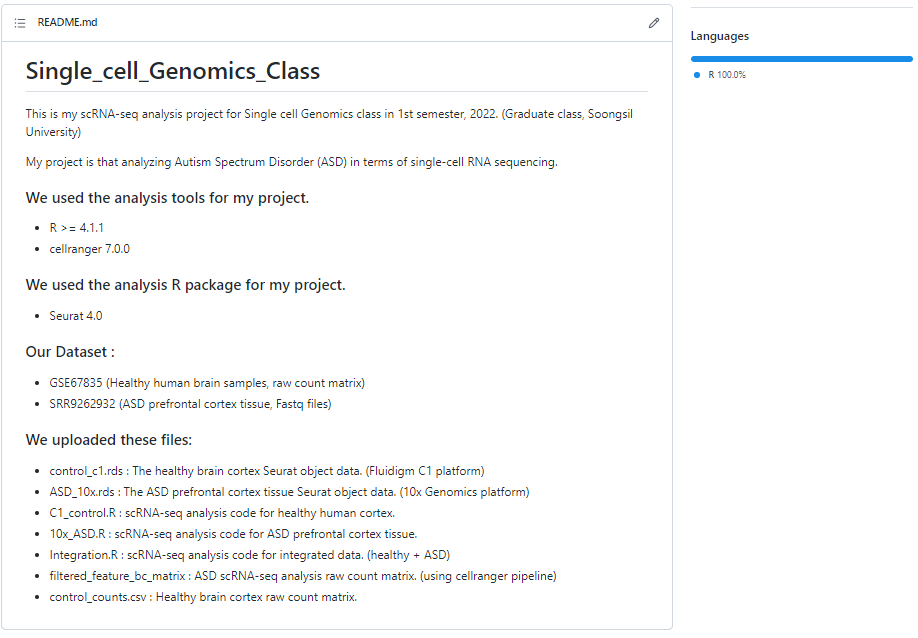 README.md
Single_cell_Genomics_Class
This is my scRNA-seq analysis project for Single cell Genomics class in 1st semester, 2022. (Graduate class, Soongsil
University)
My project is that analyzing Autism Spectrum Disorder (ASD) in terms of single-cell RNA sequencing.
We used the analysis tools for my project.
R >= 4.1.1
cellranger 7.0.0
We used the analysis R package for my project.
Seurat 4.0
Our Dataset :
GSE67835 (Healthy human brain samples, raw count matrix)
SRR9262932 (ASD prefrontal cortex tissue, Fastq files)
We uploaded these files:
control_c1.rds : The healthy brain cortex Seurat object data. (Fluidigm C1 platform)
ASD_10x.rds : The ASD prefrontal cortex tissue Seurat object data. (10x Genomics platform)
C1_control.R : scRNA-seq analysis code for healthy human cortex.
10x_ASD.R : scRNA-seq analysis code for ASD prefrontal cortex tissue.
Integration.R : scRNA-seq analysis code for integrated data. (healthy + ASD)
filtered_feature_bc_matrix : ASD scRNA-seq analysis raw count matrix. (using cellranger pipeline)
control_counts.csv : Healthy brain cortex raw count matrix.
Languages
R 100.0%